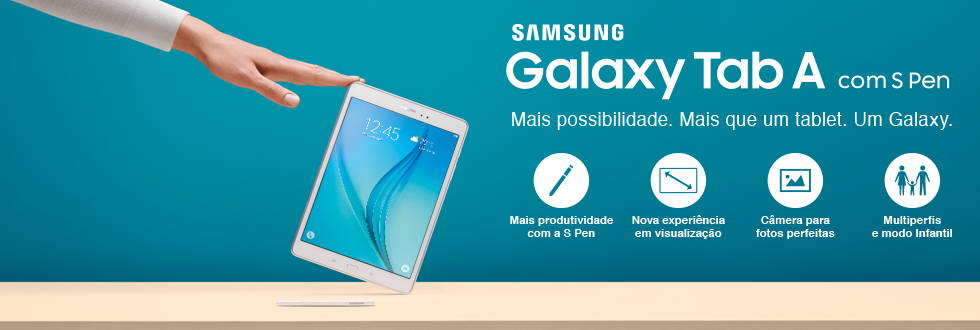 SAMSUNG
Galaxy Tab A com S Pen
Mais possibilidade. Mais que um tablet. Um Galaxy.
Mais produtividade
com a S Pen
Nova experiência
em visualização
Câmera para
fotos perfeitas
Multiperfis
e modo Infantil
12:45